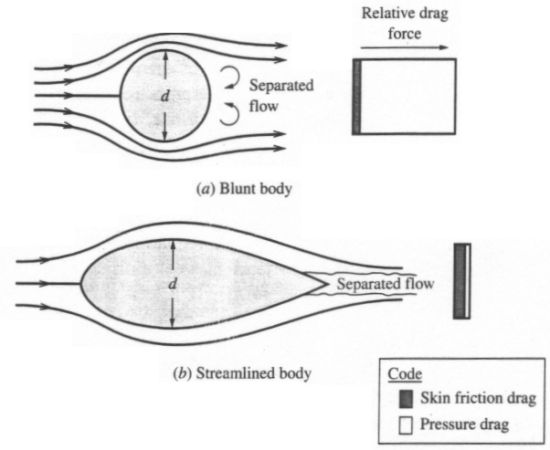 Relative drag
force
d
Separated
flow
(a) Blunt body
d
Separated flow
(b) Streamlined body
Code
Skin friction drag
Pressure drag